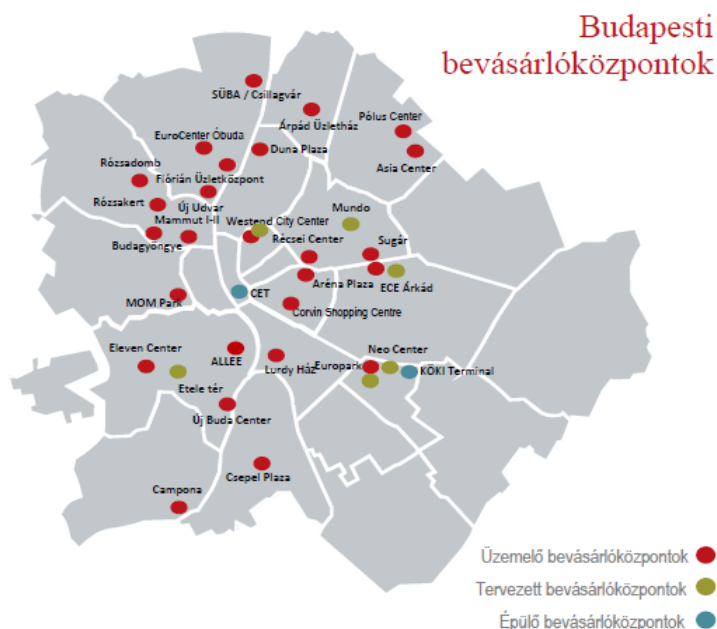 Budapesti
bevásárlóközpontok
SÜBA / Csillagvár
Árpád Üzletház
Pólus Center
EuroCenter Óbuda
Duna Plaza
Asia Center
Rózsadomb
Flórián Üzletközpont
Rózsakert
Új Udvar
Mundo
Mammut I-II
Westend City Center
Budagyöngye
Récsei Center
Sugár
Aréna Plaza
ECE Árkád
CET
MOM Park
Corvin Shopping Centre
Eleven Center
ALLEE
Neo Center
Lurdy Ház
Europark
KÖKI Terminál
Etele tér
Új Buda Center
Csepel Plaza
Campona
Üzemelő bevásárlóközpontok
Tervezett bevásárlóközpontok
Épülő bevásárlóközpontok